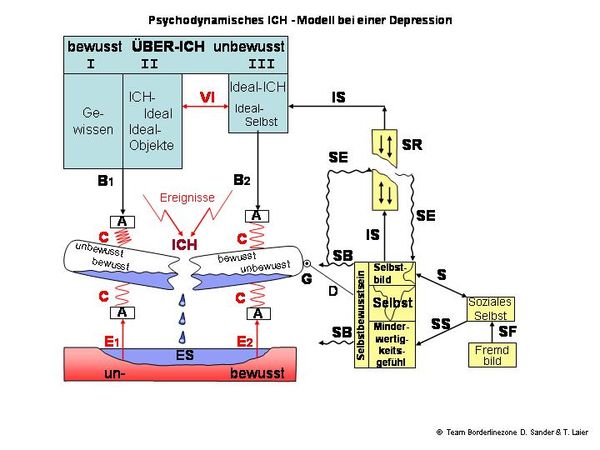 Psychodynamisches ICH - Modell bei einer Depression
bewusst ÜBER-ICH unbewusst
I II III
Ge-
wissen
ICH-
Ideal
Ideal-
Objekte
VI
Ideal-ICH
Ideal-
Selbst
IS
SR
SE
SE
IS
B1
Ereignisse
B2
A
A
C
C
ICH
unbewusst
bewusst
bewusst
unbewusst
G
SB
D
C
C
A
A
E1
E2
ES
un-
bewusst
SB
Selbstbewusstsein
Selbst-
bild
Selbst
Minder-
wertig-
keits-
gefühl
S
SS
Soziales
Selbst
SF
Fremd
bild
© Team Borderlinezone D. Sander & T. Laier